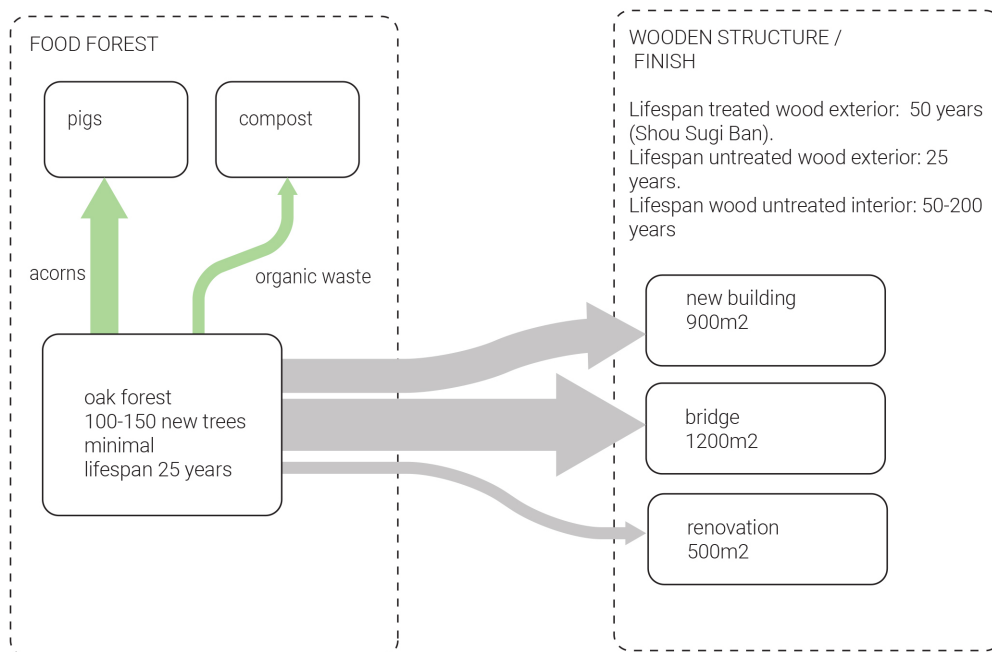 FOOD FOREST
pigs
compost
acorns
organic waste
oak forest
100-150 new trees
minimal
lifespan 25 years
WOODEN STRUCTURE /
FINISH
Lifespan treated wood exterior:  50 years
(Shou Sugi Ban).
Lifespan untreated wood exterior: 25
years.
Lifespan wood untreated interior: 50-200
years
new building
900m2
bridge
1200m2
renovation
500m2